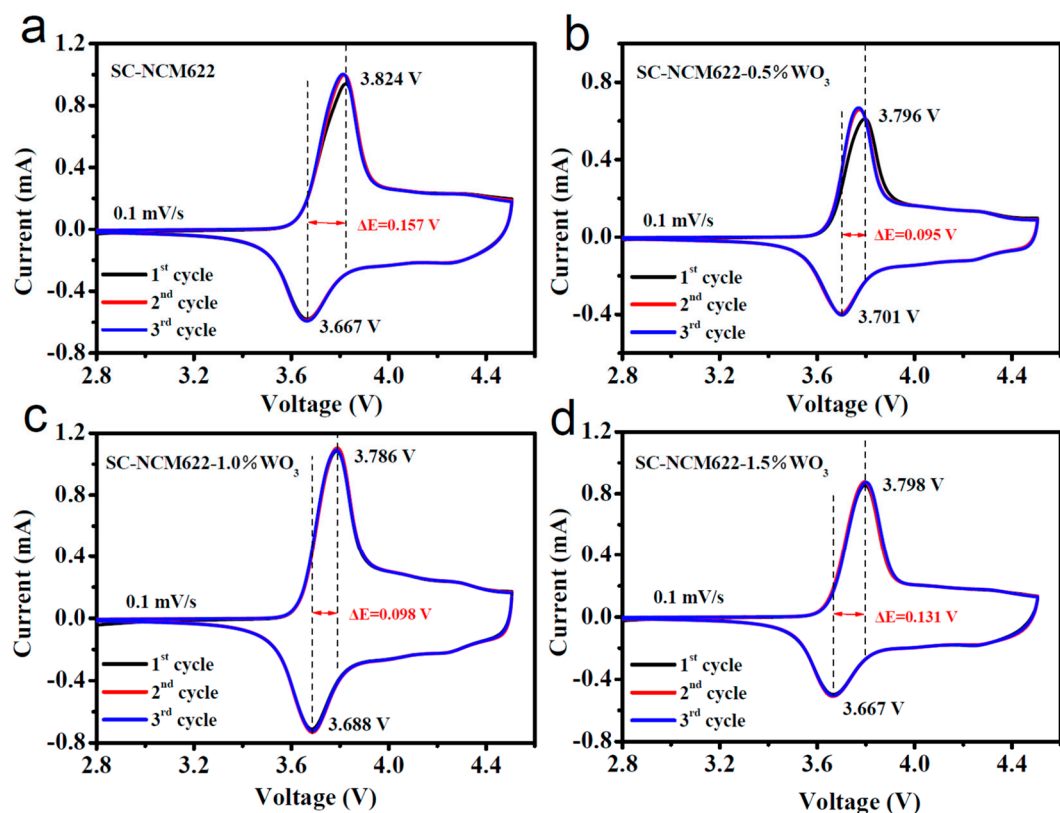 a
1.2
0.8
0.4
0.0
-0.4
-0.8
Current (mA)
SC-NCM622
3.824 V
0.1 mV/s
ΔE=0.157 V
1st cycle
2nd cycle
3rd cycle
3.667 V
2.8 3.2 3.6 4.0 4.4
Voltage (V)
b
1.0
0.8
0.4
0.0
-0.4
Current (mA)
SC-NCM622-0.5%WO3
3.796 V
0.1 mV/s
ΔE=0.095 V
1st cycle
2nd cycle
3rd cycle
3.701 V
2.8 3.2 3.6 4.0 4.4
Voltage (V)
c
1.2
0.8
0.4
0.0
-0.4
-0.8
Current (mA)
SC-NCM622-1.0%WO3
3.786 V
0.1 mV/s
ΔE=0.098 V
1st cycle
2nd cycle
3rd cycle
3.688 V
2.8 3.2 3.6 4.0 4.4
Voltage (V)
d
1.2
0.8
0.4
0.0
-0.4
-0.8
Current (mA)
SC-NCM622-1.5%WO3
3.798 V
0.1 mV/s
ΔE=0.131 V
1st cycle
2nd cycle
3rd cycle
3.667 V
2.8 3.2 3.6 4.0 4.4
Voltage (V)